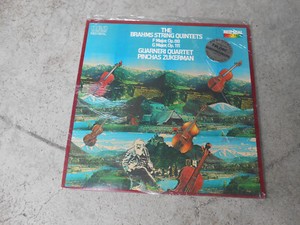 THE
BRAHMS STRING QUINTETS
F Major, Op. 88
G Major, Op. 111
GUARNERI QUARTET
PINCHAS ZUKERMAN